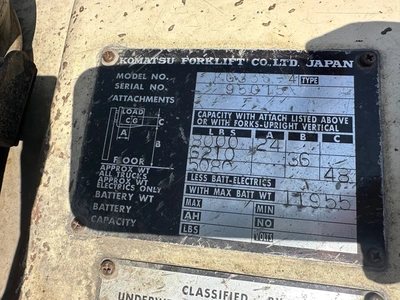 KOMATSU FORKLIFT CO., LTD. JAPAN
MODEL NO. TYPE
SERIAL NO.
ATTACHMENTS
CAPACITY WITH ATTACH LISTED ABOVE
OR WITH FORKS-UPRIGHT VERTICAL
LBS B C
LOAD
CG C
A
B
24
36
48
FLOOR
APPROX WT
ALL TRUCKS
ELECTRICS ONLY
APPROX WT
LESS BATT-ELECTRICS
WITH MAX BATT WT 11955
BATTERY WT MAX MIN
BATTERY AH NO
CAPACITY LBS VOLTS
CLASSIFIED